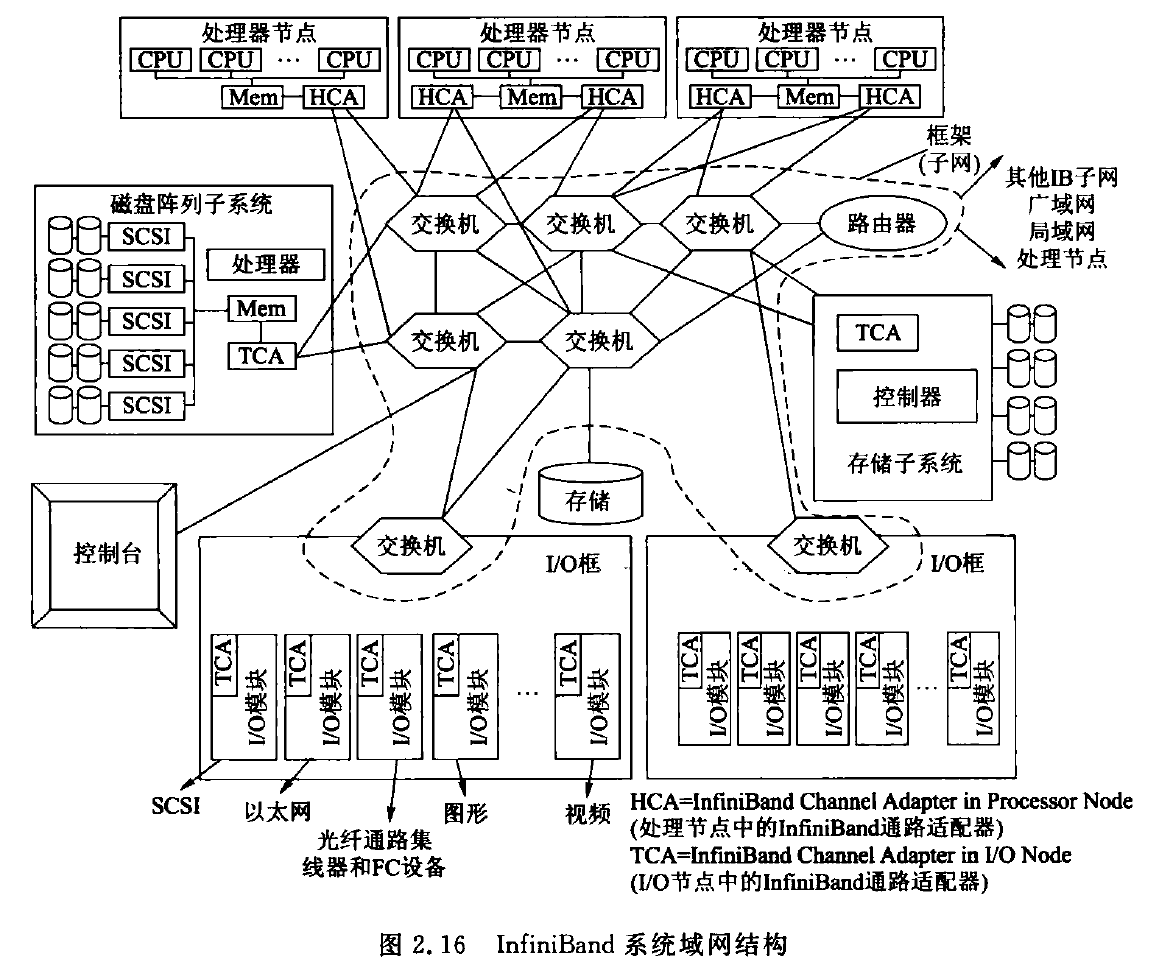 处理器节点
CPU CPU … CPU
Mem HCA
处理器节点
CPU CPU … CPU
HCA Mem HCA
处理器节点
CPU CPU … CPU
HCA Mem HCA
框架
(子网)
其他IB子网
广域网
局域网
处理节点
磁盘阵列子系统
SCSI
SCSI
SCSI
SCSI
SCSI
处理器
Mem
TCA
交换机
交换机
交换机
路由器
交换机
交换机
TCA
控制器
存储子系统
存储
控制台
交换机
I/O框
TCA I/O模块
TCA I/O模块
TCA I/O模块
TCA I/O模块
…
TCA I/O模块
SCSI
以太网
光纤通路集
线器和FC设备
图形
视频
交换机
I/O框
TCA I/O模块
TCA I/O模块
TCA I/O模块
TCA I/O模块
…
TCA I/O模块
HCA=InfiniBand Channel Adapter in Processor Node
(处理节点中的InfiniBand通路适配器)
TCA=InfiniBand Channel Adapter in I/O Node
(I/O节点中的InfiniBand通路适配器)
图 2.16 InfiniBand 系统域网结构